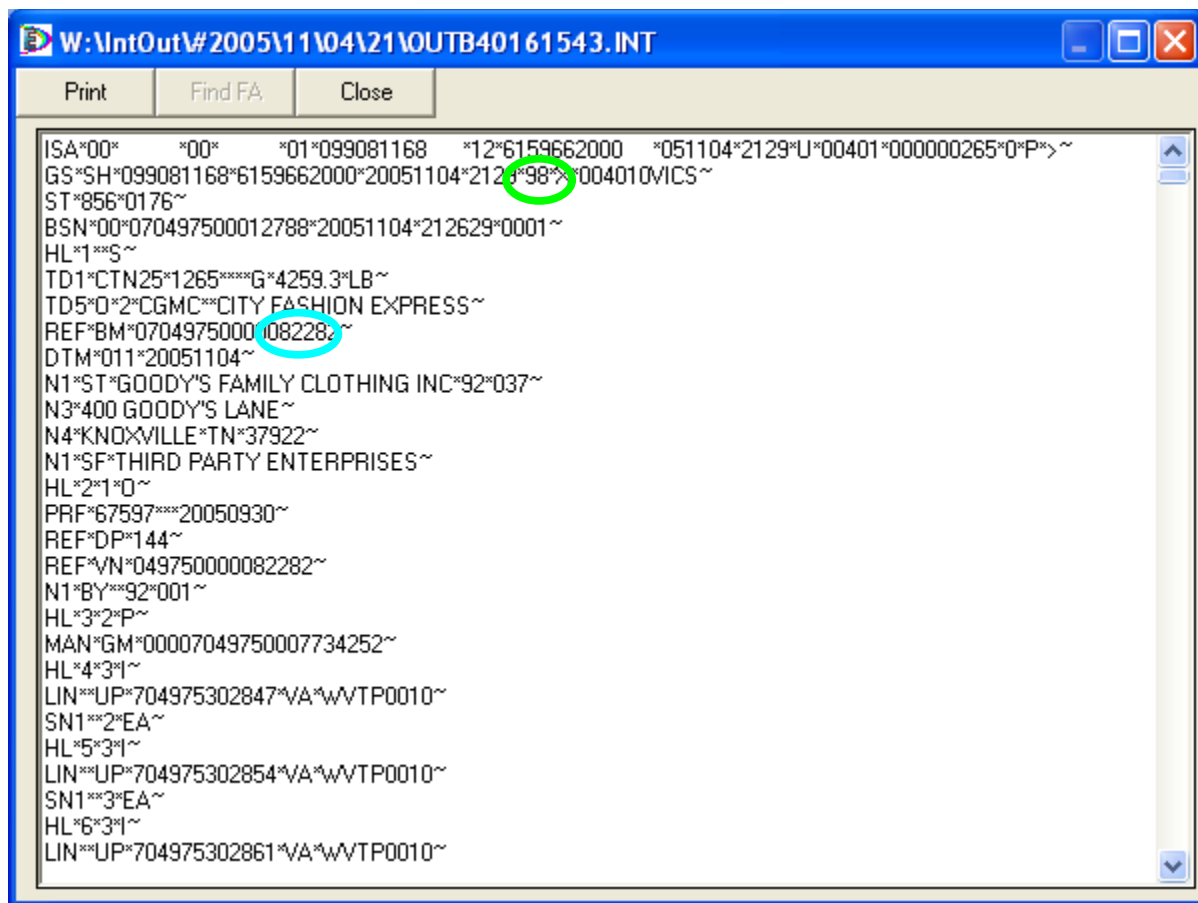 W:\IntOut\#2005\11\04\21\OUTB40161543.INT
Print Find FA Close
ISA*00* *00* *01*099081168 *12*6159662000 *051104*2129*U*00401*000000265*0*P*>~
GS*SH*099081168*6159662000*20051104*2129*98*X*004010VICS~
ST*856*0176~
BSN*00*070497500012788*20051104*212629*0001~
HL*1**S~
TD1*CTN25*1265****G*4259.3*LB~
TD5*O*2*CGMC**CITY FASHION EXPRESS~
REF*BM*07049750000082282~
DTM*011*20051104~
N1*ST*GOODY'S FAMILY CLOTHING INC*92*037~
N3*400 GOODY'S LANE~
N4*KNOXVILLE*TN*37922~
N1*SF*THIRD PARTY ENTERPRISES~
HL*2*1*O~
PRF*67597***20050930~
REF*DP*144~
REF*VN*049750000082282~
N1*BY**92*001~
HL*3*2*P~
MAN*GM*00007049750007734252~
HL*4*3*I~
LIN**UP*704975302847*VA*WVTP0010~
SN1**2*EA~
HL*5*3*I~
LIN**UP*704975302854*VA*WVTP0010~
SN1**3*EA~
HL*6*3*I~
LIN**UP*704975302861*VA*WVTP0010~